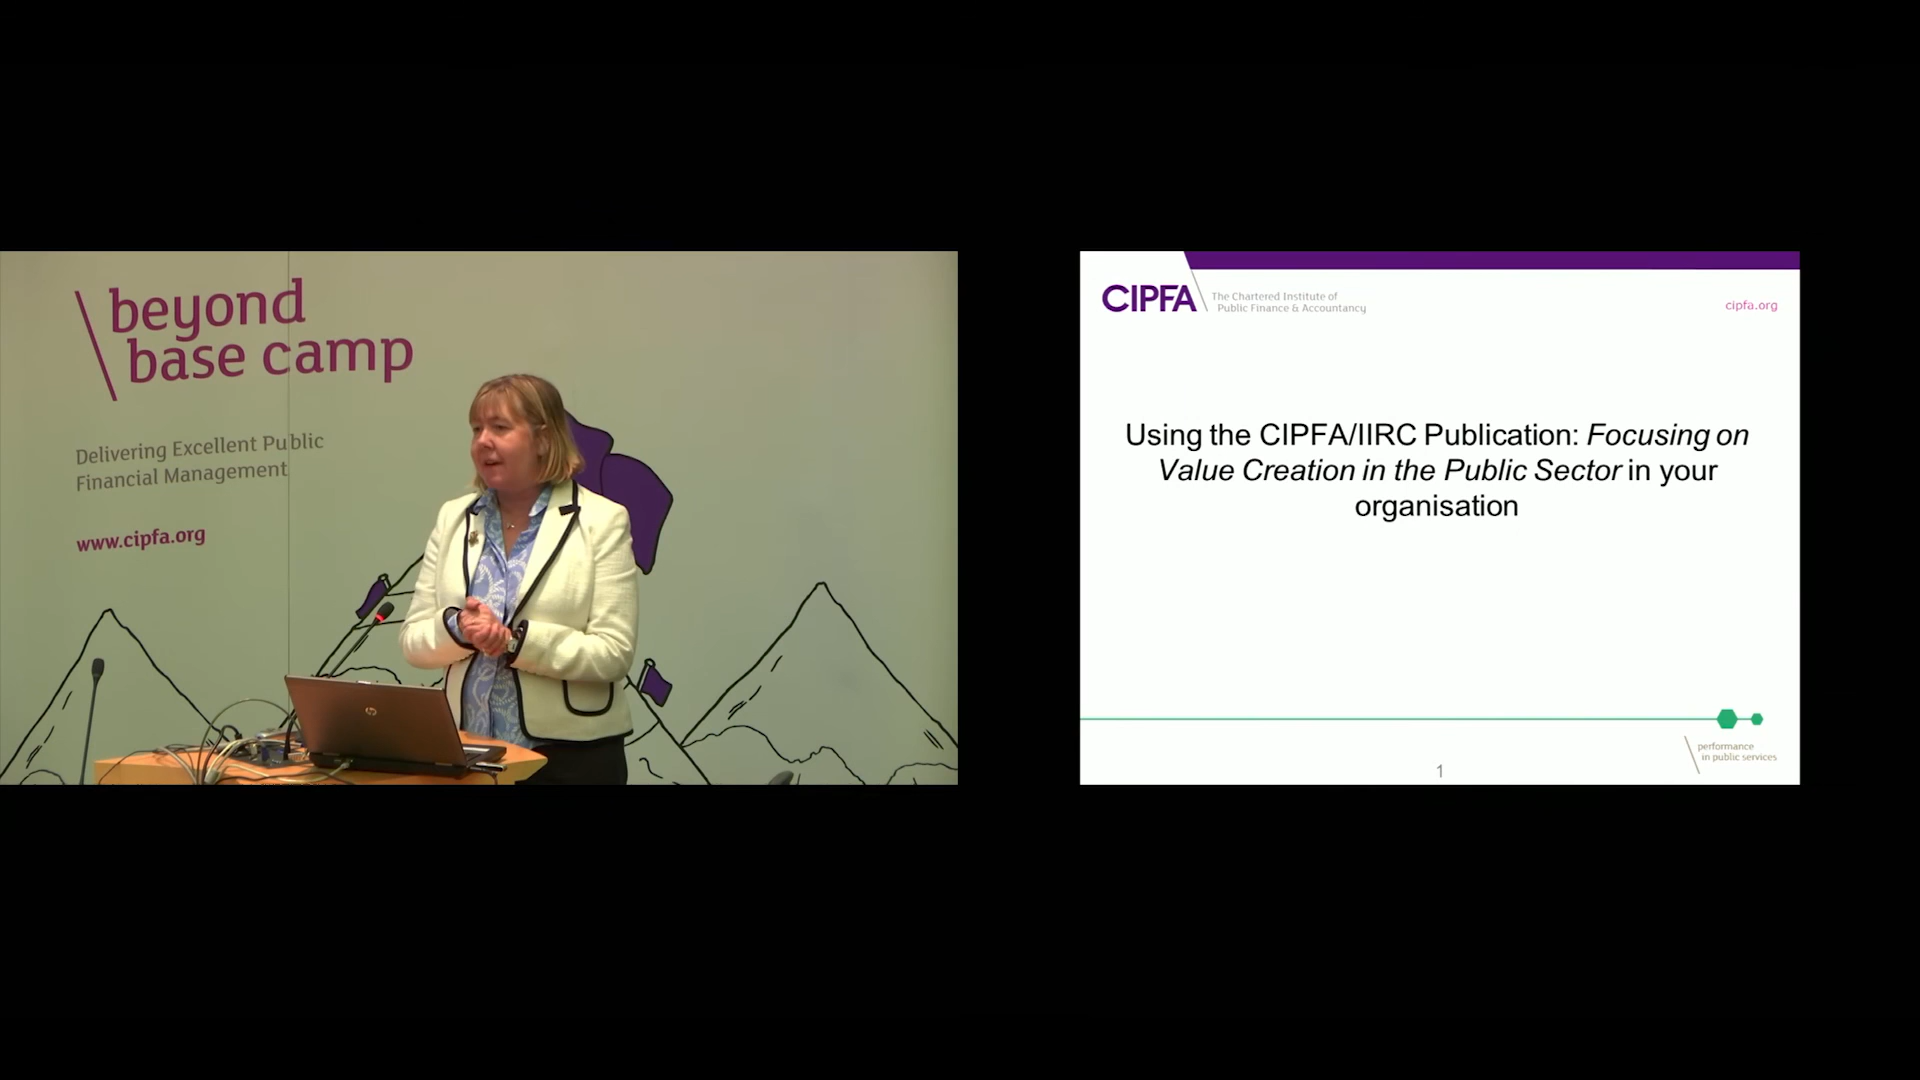 beyond
base camp
Delivering Excellent Public
Financial Management
www.cipfa.org
hp
CIPFA
The Chartered Institute of
Public Finance & Accountancy
cipfa.org
Using the CIPFA/IIRC Publication: Focusing on
Value Creation in the Public Sector in your
organisation
performance
in public services
1